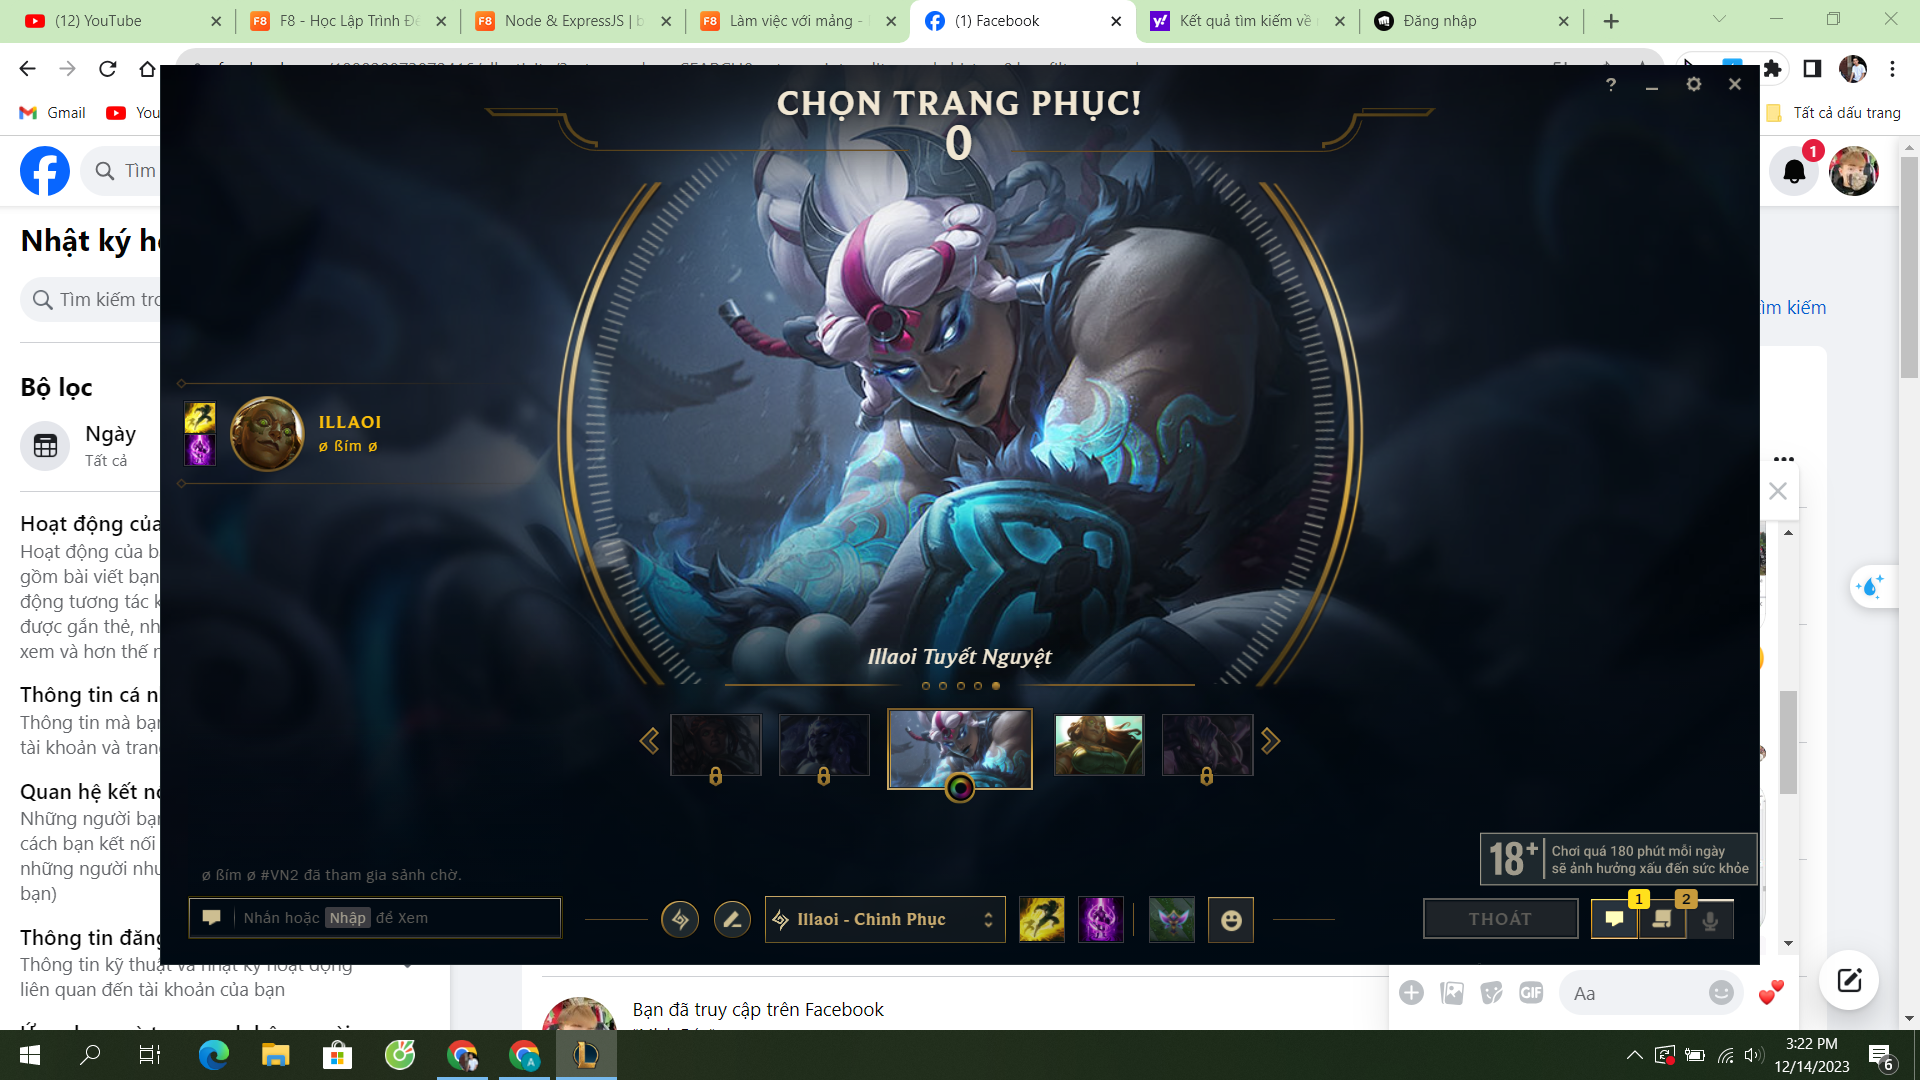 (12) YouTube
F8 - Học Lập Trình Để
Node & ExpressJS | b
Làm việc với mảng -
(1) Facebook
Kết quả tìm kiếm về
Đăng nhập
Gmail
You
Tất cả dấu trang
Tìm
1
Nhật ký h
Tìm kiếm tro
ìm kiếm
Bộ lọc
Ngày
Tất cả
Hoạt động của
Hoạt động của b
gồm bài viết bạn
động tương tác k
được gắn thẻ, nh
xem và hơn thế n
Thông tin cá n
Thông tin mà bạn
tài khoản và tran
Quan hệ kết nố
Những người bạn
cách bạn kết nối
những người như
bạn)
Thông tin đăng
Thông tin kỹ thuật và nhật ký hoạt động
liên quan đến tài khoản của bạn
?
CHỌN TRANG PHỤC!
0
ILLAOI
ø ßím ø
Illaoi Tuyết Nguyệt
ø ßím ø #VN2 đã tham gia sảnh chờ.
Nhấn hoặc Nhập để Xem
Illaoi - Chinh Phục
18+
Chơi quá 180 phút mỗi ngày
sẽ ảnh hưởng xấu đến sức khỏe
THOÁT
1
2
Bạn đã truy cập trên Facebook
GIF
Aa
3:22 PM
12/14/2023
6